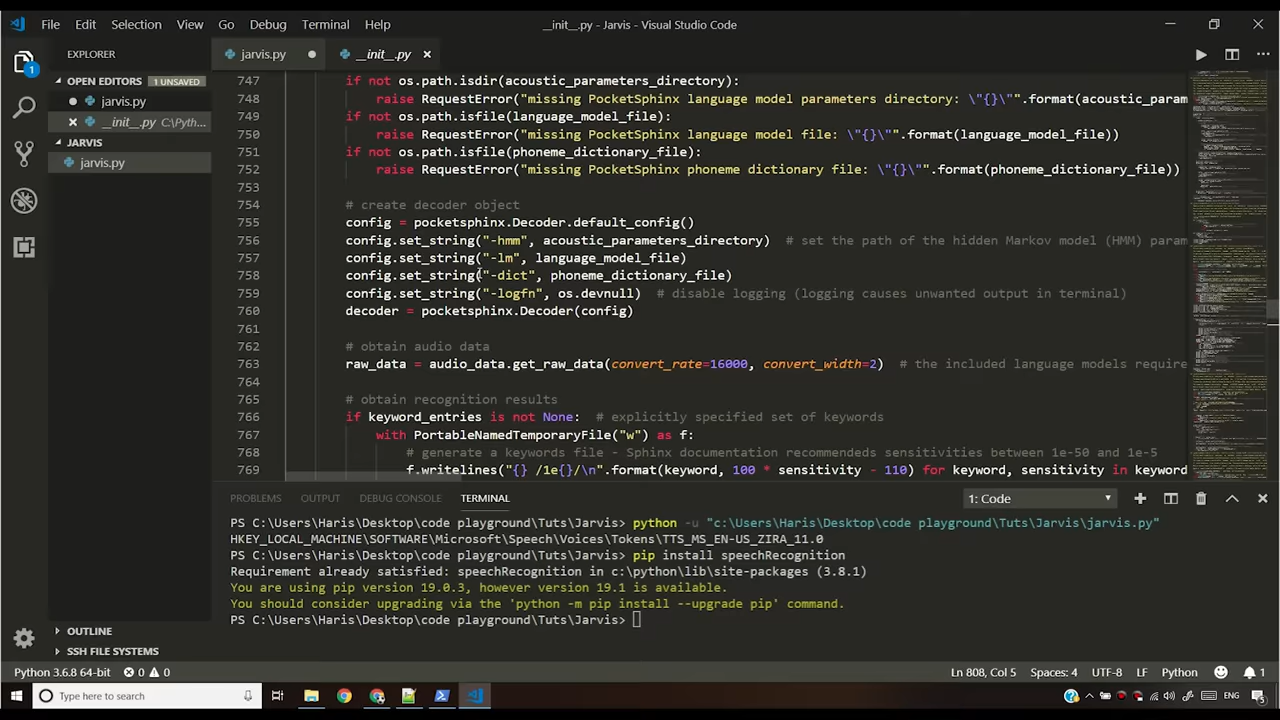 File Edit Selection View Go Debug Terminal Help
__init__.py - Jarvis - Visual Studio Code
EXPLORER
OPEN EDITORS 1 UNSAVED
jarvis.py
__init__.py C:\Pyth...
JARVIS
jarvis.py
OUTLINE
SSH FILE SYSTEMS
1
jarvis.py
__init__.py
747 if not os.path.isdir(acoustic_parameters_directory):
748 raise RequestError("missing PocketSphinx language model parameters directory: \"{}\"".format(acoustic_param
749 if not os.path.isfile(language_model_file):
750 raise RequestError("missing PocketSphinx language model file: \"{}\"".format(language_model_file))
751 if not os.path.isfile(phoneme_dictionary_file):
752 raise RequestError("missing PocketSphinx phoneme dictionary file: \"{}\"".format(phoneme_dictionary_file))
753
754 # create decoder object
755 config = pocketsphinx.Decoder.default_config()
756 config.set_string("-hmm", acoustic_parameters_directory) # set the path of the hidden Markov model (HMM) param
757 config.set_string("-lm", language_model_file)
758 config.set_string("-dict", phoneme_dictionary_file)
759 config.set_string("-logfn", os.devnull) # disable logging (logging causes unwanted output in terminal)
760 decoder = pocketsphinx.Decoder(config)
761
762 # obtain audio data
763 raw_data = audio_data.get_raw_data(convert_rate=16000, convert_width=2) # the included language models require
764
765 # obtain recognition results
766 if keyword_entries is not None: # explicitly specified set of keywords
767 with PortableNamedTemporaryFile("w") as f:
768 # generate a keywords file - Sphinx documentation recommendeds sensitivities between 1e-50 and 1e-5
769 f.writelines("{} /1e{}/\n".format(keyword, 100 * sensitivity - 110) for keyword, sensitivity in keyword
PROBLEMS OUTPUT DEBUG CONSOLE TERMINAL
1: Code
PS C:\Users\Haris\Desktop\code playground\Tuts\Jarvis> python -u "c:\Users\Haris\Desktop\code playground\Tuts\Jarvis\jarvis.py"
HKEY_LOCAL_MACHINE\SOFTWARE\Microsoft\Speech\Voices\Tokens\TTS_MS_EN-US_ZIRA_11.0
PS C:\Users\Haris\Desktop\code playground\Tuts\Jarvis> pip install speechRecognition
Requirement already satisfied: speechRecognition in c:\python\lib\site-packages (3.8.1)
You are using pip version 19.0.3, however version 19.1 is available.
You should consider upgrading via the 'python -m pip install --upgrade pip' command.
PS C:\Users\Haris\Desktop\code playground\Tuts\Jarvis>
Python 3.6.8 64-bit 0 0
Ln 808, Col 5 Spaces: 4 UTF-8 LF Python 1
Type here to search
ENG
5